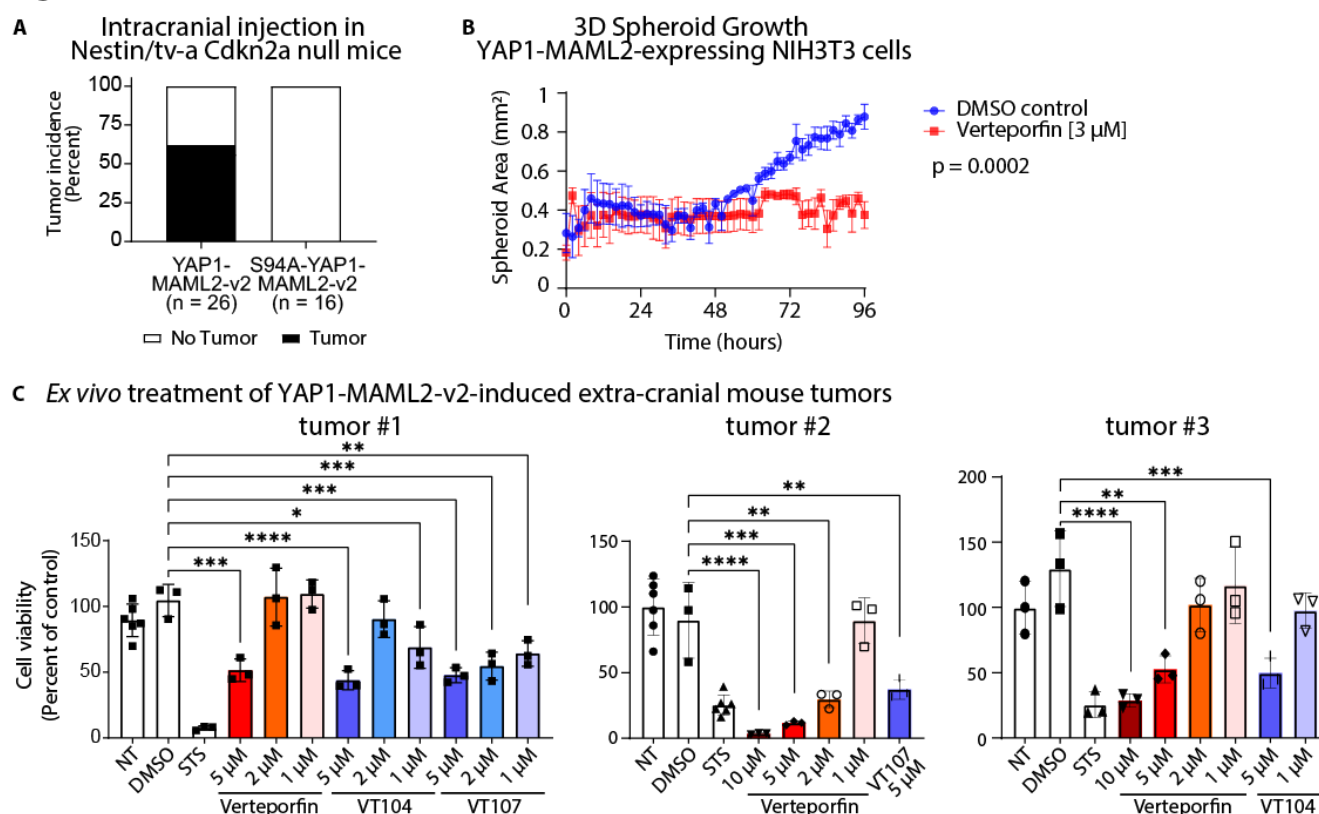 A
Intracranial injection in
Nestin/tv-a Cdkn2a null mice
Tumor incidence
(Percent)
100
75
50
25
0
YAP1-
MAML2-v2
(n = 26)
S94A-YAP1-
MAML2-v2
(n = 16)
No Tumor
Tumor
B
3D Spheroid Growth
YAP1-MAML2-expressing NIH3T3 cells
Spheroid Area (mm²)
1
0.8
0.6
0.4
0.2
0
0 24 48 72 96
Time (hours)
DMSO control
Verteporfin [3 µM]
p = 0.0002
C Ex vivo treatment of YAP1-MAML2-v2-induced extra-cranial mouse tumors
tumor #1
**
***
***
*
****
***
Cell viability
(Percent of control)
150
100
50
0
NT DMSO STS 5 µM 2 µM 1 µM 5 µM 2 µM 1 µM 5 µM 2 µM 1 µM
Verteporfin VT104 VT107
tumor #2
**
**
***
****
150
100
50
0
NT DMSO STS 10 µM 5 µM 2 µM 1 µM VT107
5 µM
Verteporfin
tumor #3
***
**
****
200
150
100
50
0
NT DMSO STS 10 µM 5 µM 2 µM 1 µM 5 µM 1 µM
Verteporfin VT104